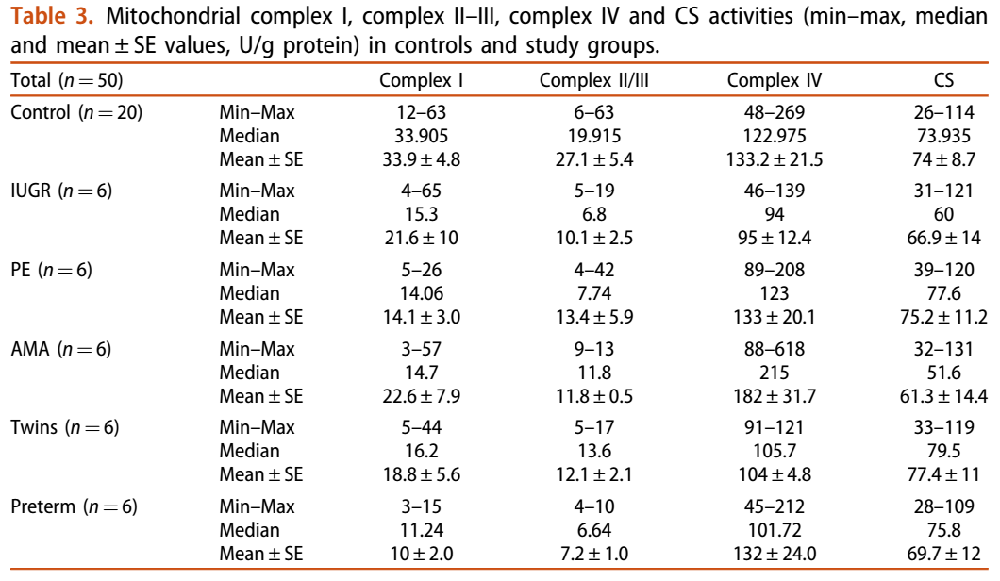 Table 3. Mitochondrial complex I, complex II–III, complex IV and CS activities (min–max, median
and mean ± SE values, U/g protein) in controls and study groups.
Total (n = 50) Complex I Complex II/III Complex IV CS
Control (n = 20) Min–Max 12–63 6–63 48–269 26–114
Median 33.905 19.915 122.975 73.935
Mean ± SE 33.9 ± 4.8 27.1 ± 5.4 133.2 ± 21.5 74 ± 8.7
IUGR (n = 6) Min–Max 4–65 5–19 46–139 31–121
Median 15.3 6.8 94 60
Mean ± SE 21.6 ± 10 10.1 ± 2.5 95 ± 12.4 66.9 ± 14
PE (n = 6) Min–Max 5–26 4–42 89–208 39–120
Median 14.06 7.74 123 77.6
Mean ± SE 14.1 ± 3.0 13.4 ± 5.9 133 ± 20.1 75.2 ± 11.2
AMA (n = 6) Min–Max 3–57 9–13 88–618 32–131
Median 14.7 11.8 215 51.6
Mean ± SE 22.6 ± 7.9 11.8 ± 0.5 182 ± 31.7 61.3 ± 14.4
Twins (n = 6) Min–Max 5–44 5–17 91–121 33–119
Median 16.2 13.6 105.7 79.5
Mean ± SE 18.8 ± 5.6 12.1 ± 2.1 104 ± 4.8 77.4 ± 11
Preterm (n = 6) Min–Max 3–15 4–10 45–212 28–109
Median 11.24 6.64 101.72 75.8
Mean ± SE 10 ± 2.0 7.2 ± 1.0 132 ± 24.0 69.7 ± 12